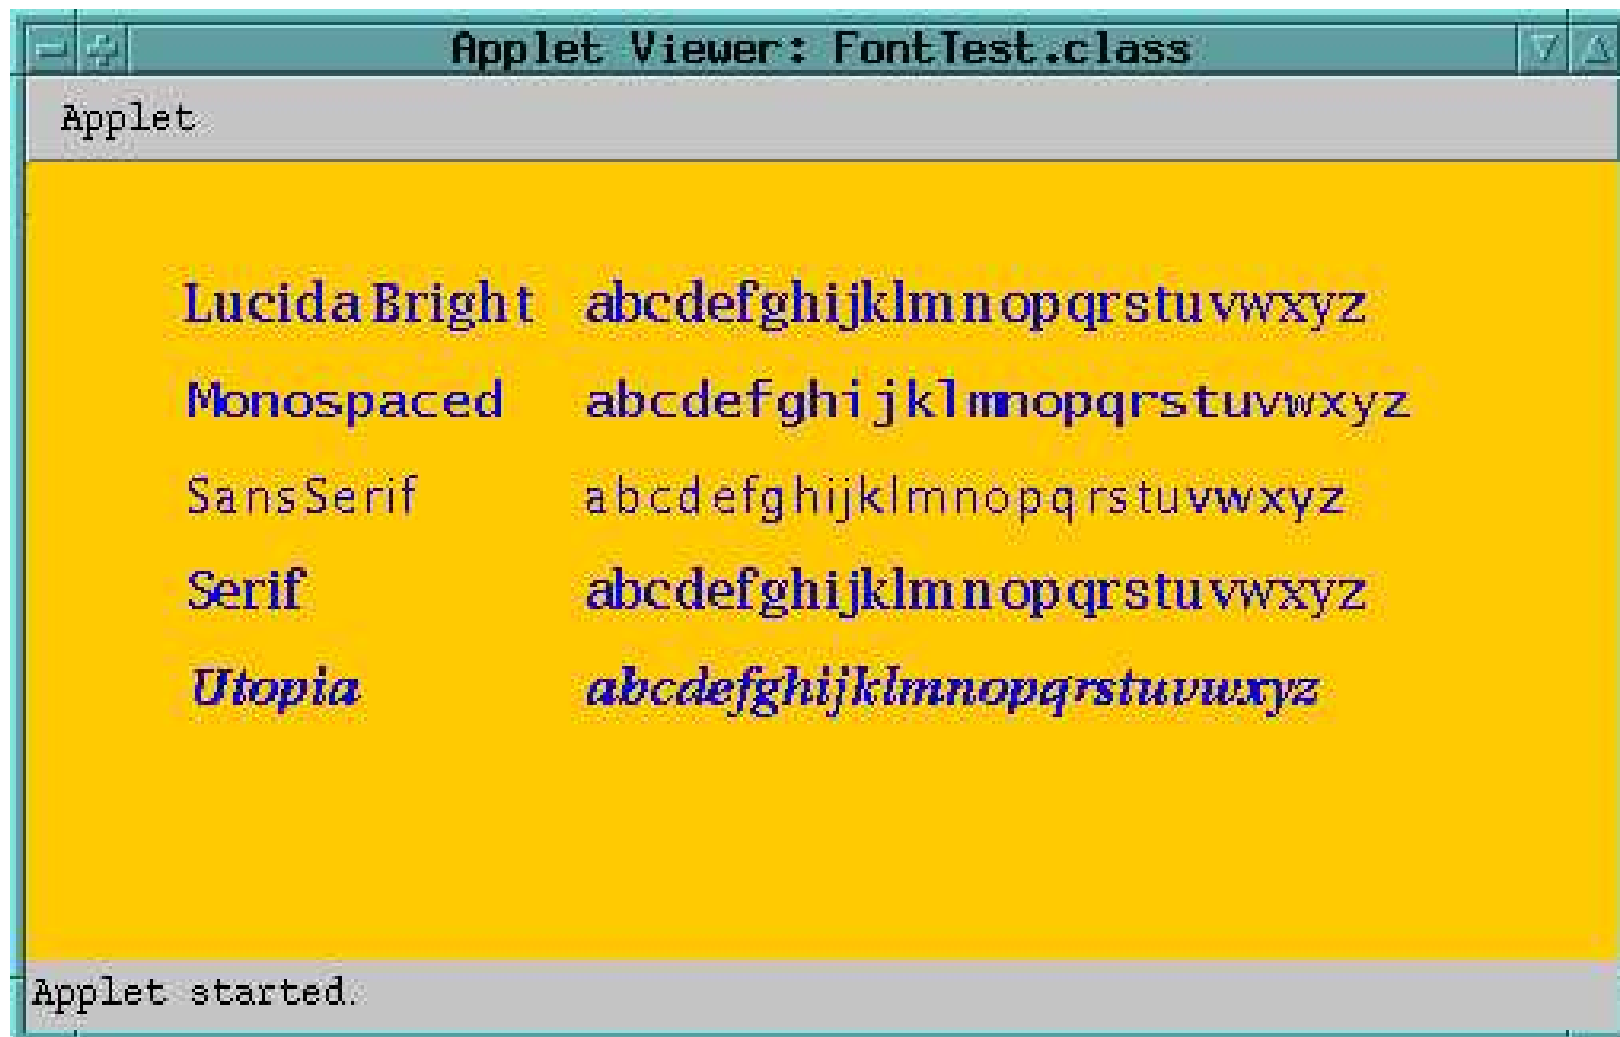 Applet Viewer: FontTest.class
Applet
Lucida Bright abcdefghijklmnopqrstuvwxyz
Monospaced abcdefghijklmnopqrstuvwxyz
SansSerif abcdefghijklmnopqrstuvwxyz
Serif abcdefghijklmnopqrstuvwxyz
Utopia abcdefghijklmnopqrstuvwxyz
Applet started.